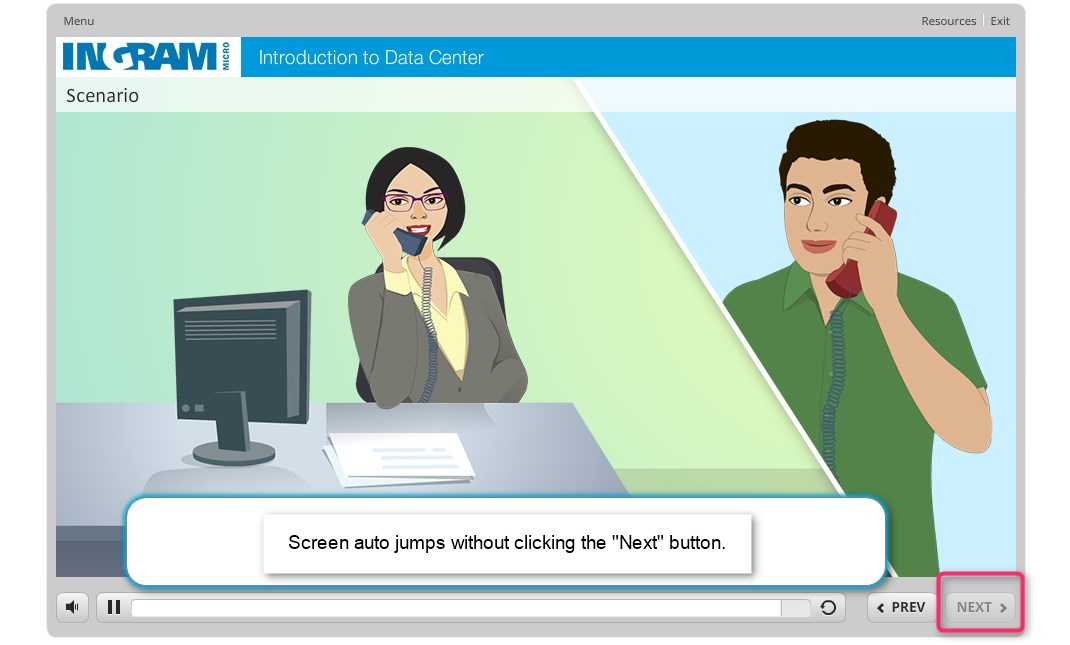 Menu
Resources | Exit
INGRAM MICRO
Introduction to Data Center
Scenario
Screen auto jumps without clicking the "Next" button.
PREV
NEXT